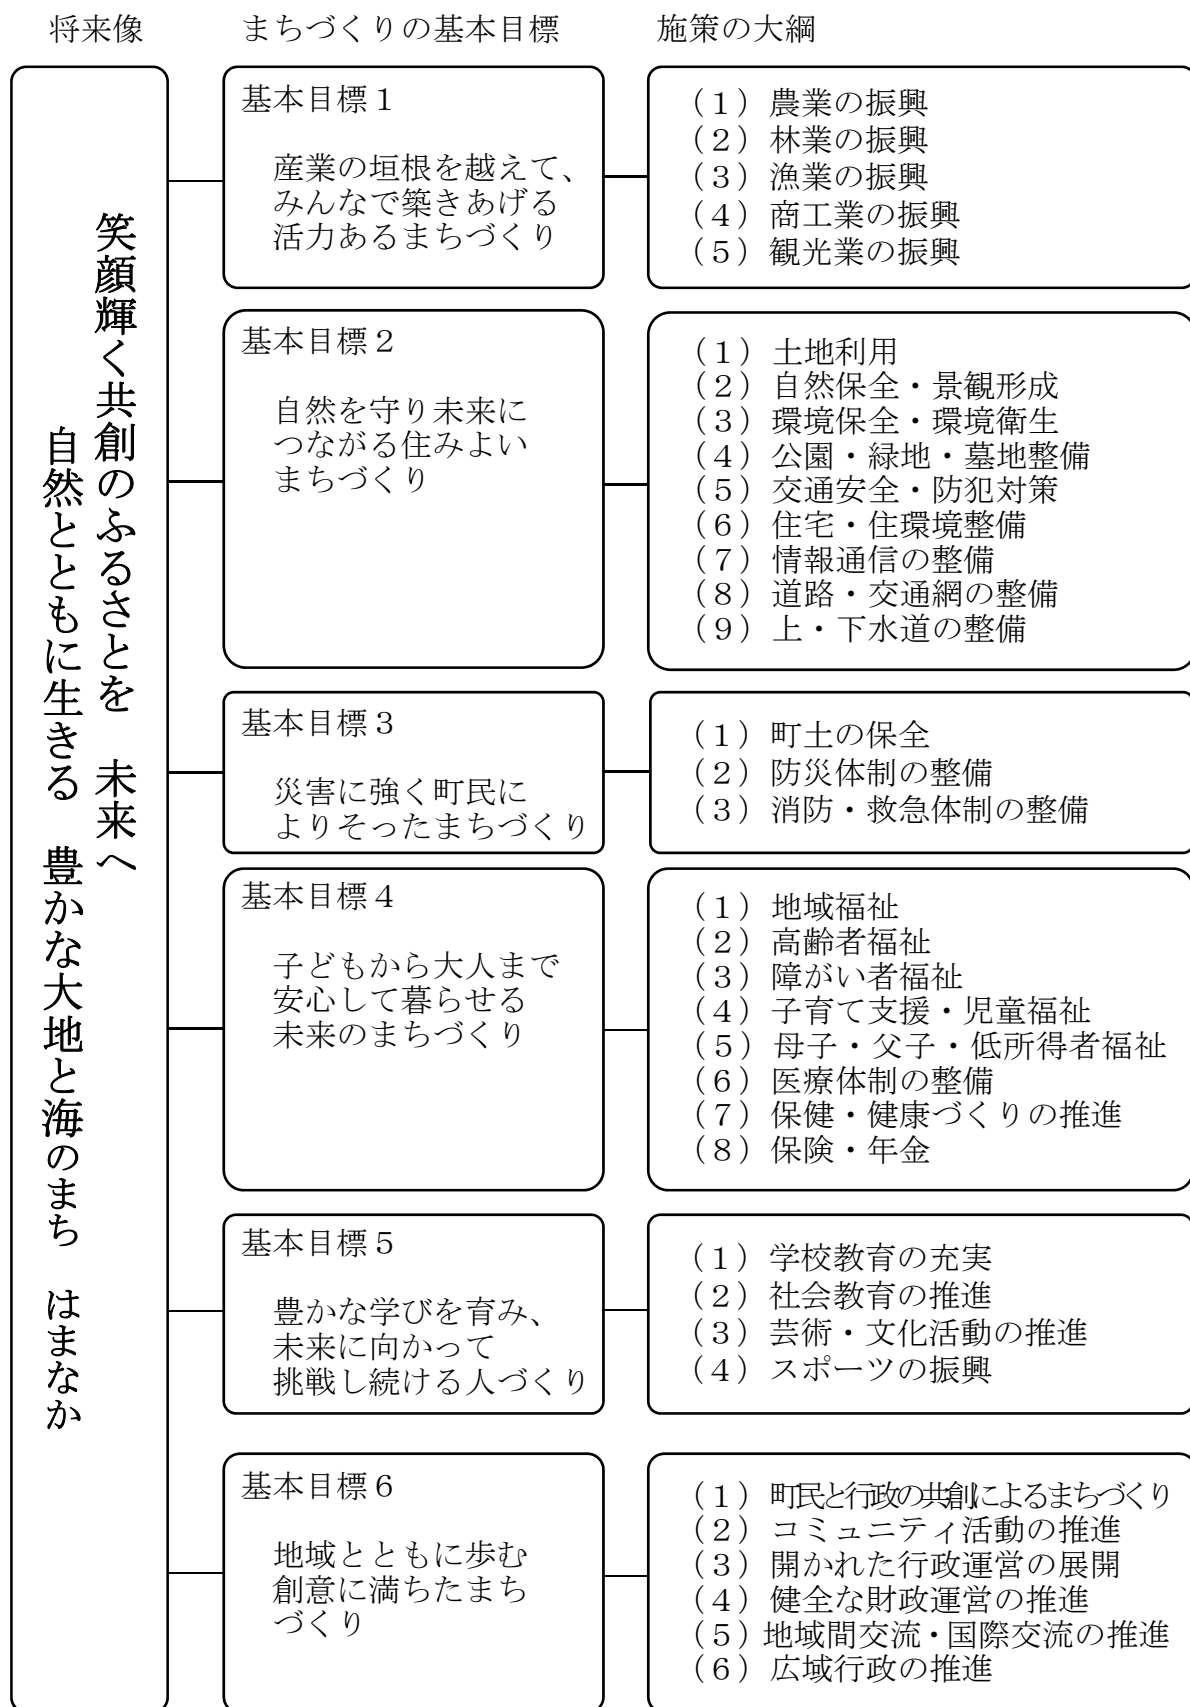 将来像　まちづくりの基本目標　施策の大綱
笑顔輝く共創のふるさとを　未来へ
自然とともに生きる　豊かな大地と海のまち　はまなか
基本目標１
産業の垣根を越えて、
みんなで築きあげる
活力あるまちづくり
（１）農業の振興
（２）林業の振興
（３）漁業の振興
（４）商工業の振興
（５）観光業の振興
基本目標２
自然を守り未来に
つながる住みよい
まちづくり
（１）土地利用
（２）自然保全・景観形成
（３）環境保全・環境衛生
（４）公園・緑地・墓地整備
（５）交通安全・防犯対策
（６）住宅・住環境整備
（７）情報通信の整備
（８）道路・交通網の整備
（９）上・下水道の整備
基本目標３
災害に強く町民に
よりそったまちづくり
（１）町土の保全
（２）防災体制の整備
（３）消防・救急体制の整備
基本目標４
子どもから大人まで
安心して暮らせる
未来のまちづくり
（１）地域福祉
（２）高齢者福祉
（３）障がい者福祉
（４）子育て支援・児童福祉
（５）母子・父子・低所得者福祉
（６）医療体制の整備
（７）保健・健康づくりの推進
（８）保険・年金
基本目標５
豊かな学びを育み、
未来に向かって
挑戦し続ける人づくり
（１）学校教育の充実
（２）社会教育の推進
（３）芸術・文化活動の推進
（４）スポーツの振興
基本目標６
地域とともに歩む
創意に満ちたまち
づくり
（１）町民と行政の共創によるまちづくり
（２）コミュニティ活動の推進
（３）開かれた行政運営の展開
（４）健全な財政運営の推進
（５）地域間交流・国際交流の推進
（６）広域行政の推進